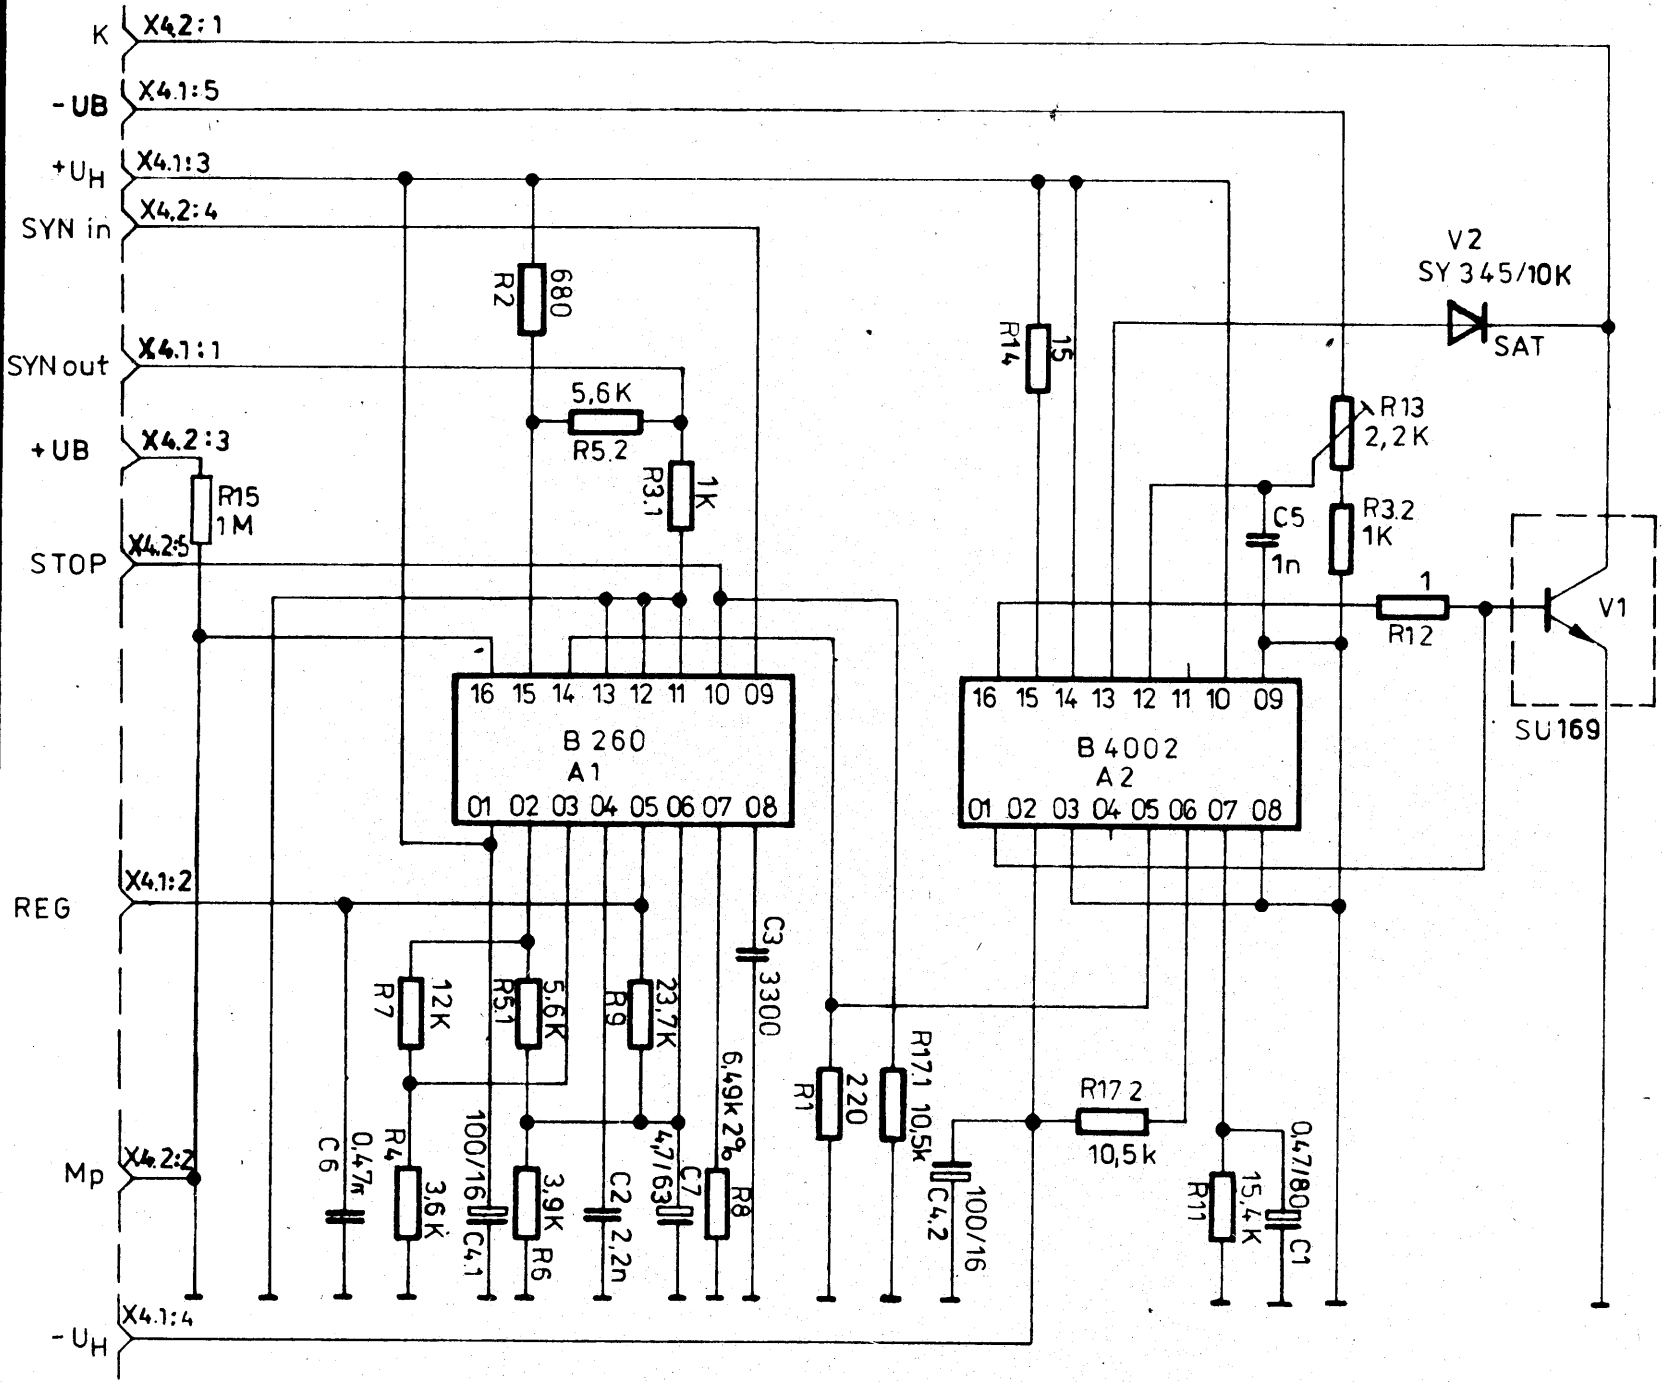 K
X4.2:1
-UB
X4.1:5
+UH
X4.1:3
SYN in
X4.2:4
SYN out
X4.1:1
+UB
X4.2:3
R15
1M
STOP
X4.2:5
R2
680
5,6K
R5.2
R3.1
1K
R14
15
V2
SY 345/10K
SAT
R13
2,2K
C5
1n
R3.2
1K
1
R12
V1
SU169
16 15 14 13 12 11 10 09
B 260
A1
01 02 03 04 05 06 07 08
16 15 14 13 12 11 10 09
B 4002
A2
01 02 03 04 05 06 07 08
REG
X4.1:2
R7
12K
R5.1
5,6K
R9
23,7K
C3
3300
C6
0,47n
R4
3,6K
100/16
C4.1
3,9K
R6
C2
2,2n
4,7/63
C7
6,49k 2%
R8
R1
220
R17.1
10,5k
C4.2
100/16
R17 2
10,5k
R11
15,4K
0,47/80
C1
Mp
X4.2:2
-UH
X4.1:4